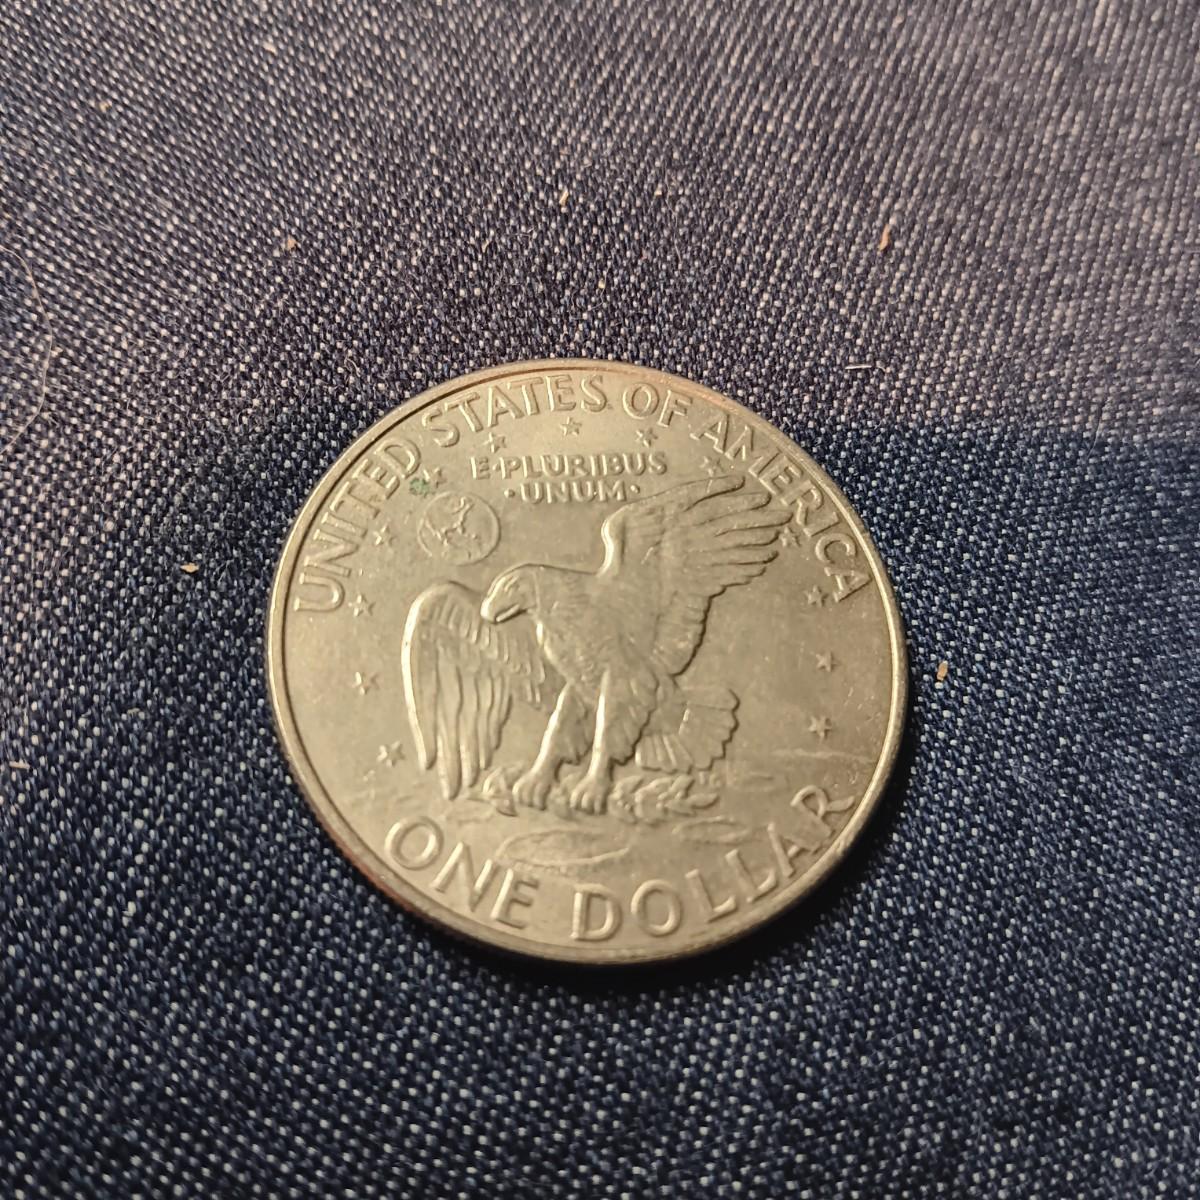 UNITED STATES OF AMERICA
E·PLURIBUS
·UNUM·
ONE DOLLAR